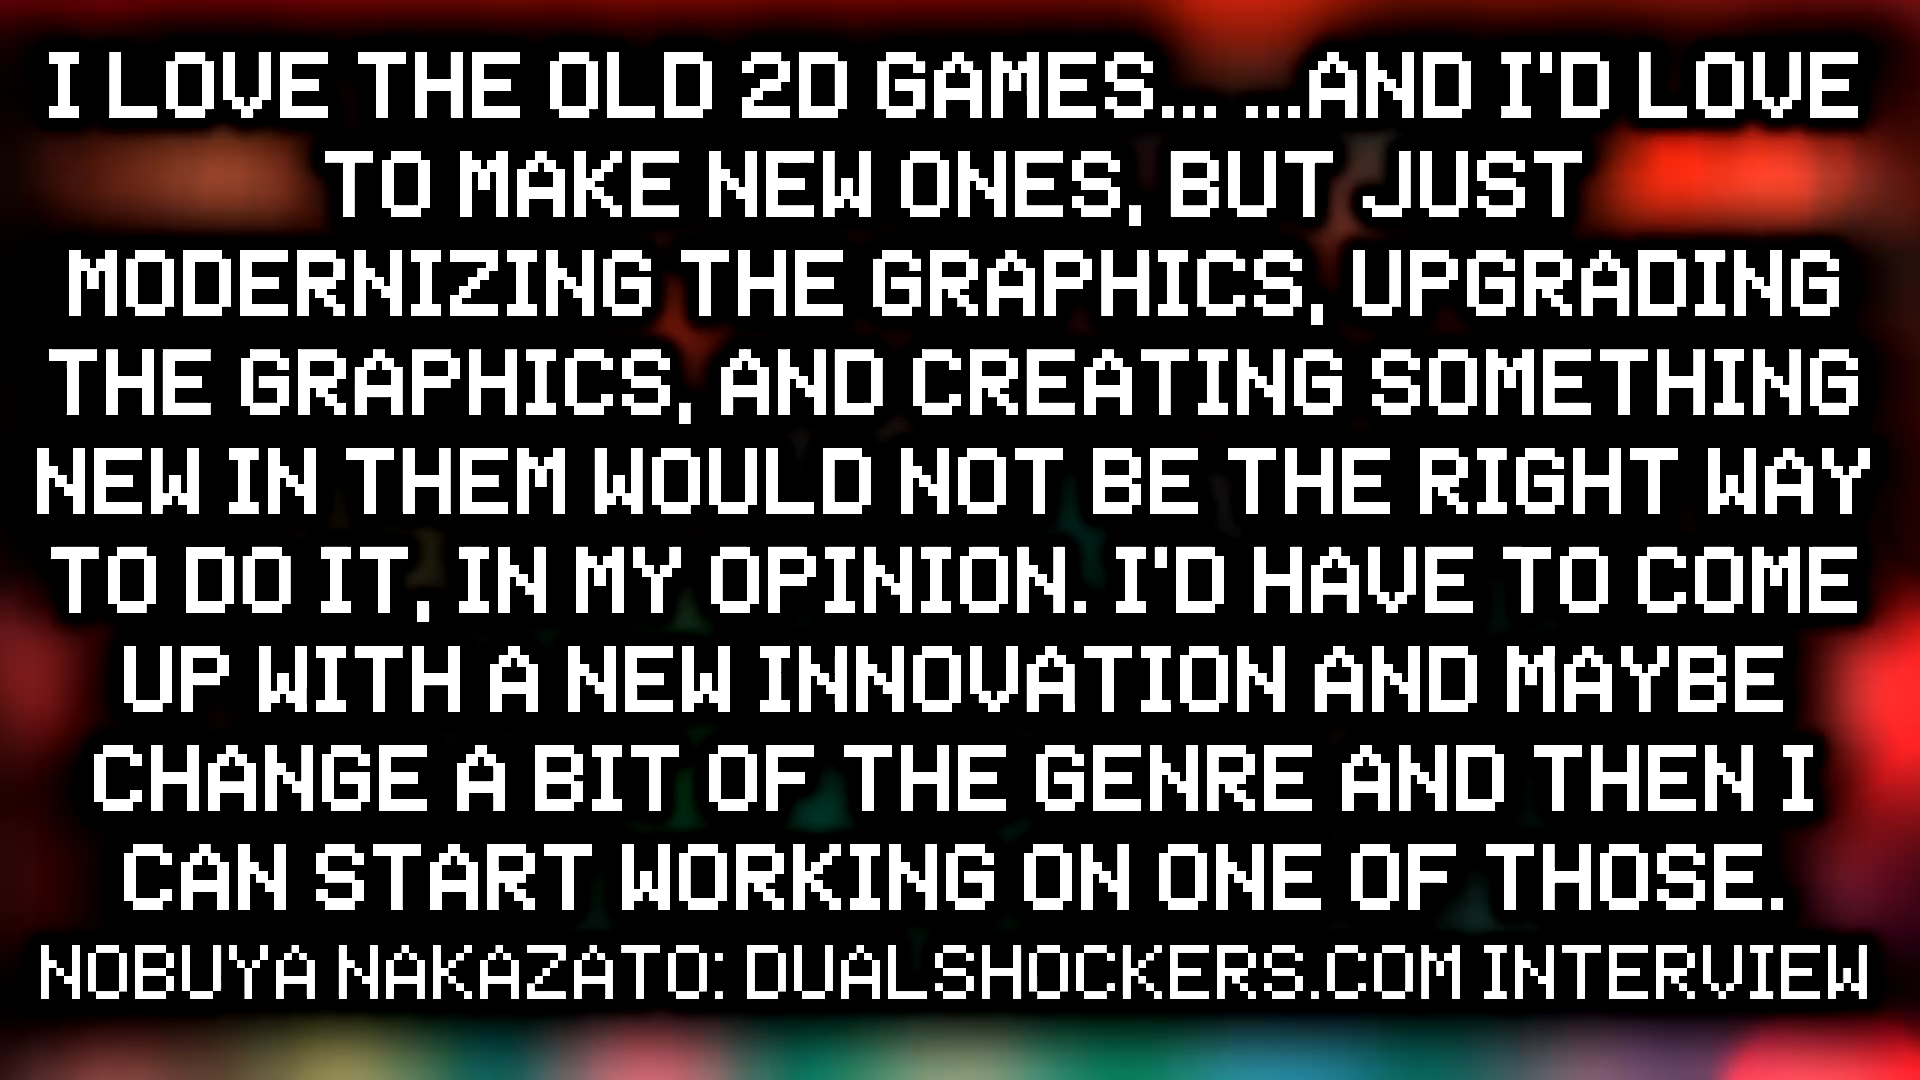 I LOVE THE OLD 2D GAMES... ...AND I'D LOVE
TO MAKE NEW ONES, BUT JUST
MODERNIZING THE GRAPHICS, UPGRADING
THE GRAPHICS, AND CREATING SOMETHING
NEW IN THEM WOULD NOT BE THE RIGHT WAY
TO DO IT, IN MY OPINION. I'D HAVE TO COME
UP WITH A NEW INNOVATION AND MAYBE
CHANGE A BIT OF THE GENRE AND THEN I
CAN START WORKING ON ONE OF THOSE.
NOBUYA NAKAZATO: DUALSHOCKERS.COM INTERVIEW